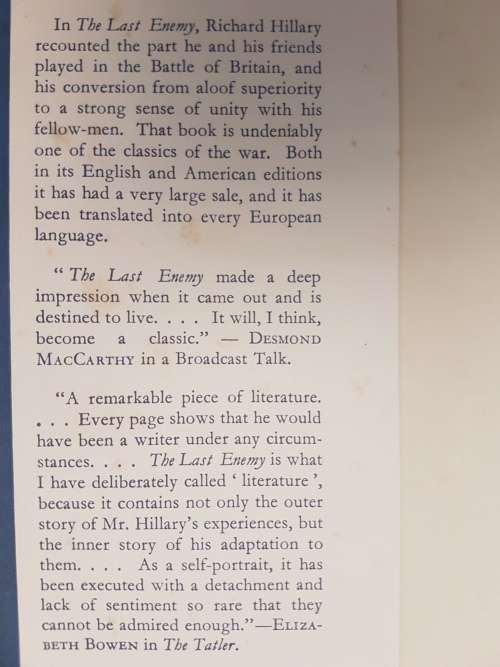 In The Last Enemy, Richard Hillary
recounted the part he and his friends
played in the Battle of Britain, and
his conversion from aloof superiority
to a strong sense of unity with his
fellow-men. That book is undeniably
one of the classics of the war. Both
in its English and American editions
it has had a very large sale, and it has
been translated into every European
language.
“ The Last Enemy made a deep
impression when it came out and is
destined to live. . . . It will, I think,
become a classic.” — Desmond
MacCarthy in a Broadcast Talk.
“A remarkable piece of literature.
. . . Every page shows that he would
have been a writer under any circum-
stances. . . . The Last Enemy is what
I have deliberately called ‘ literature ’,
because it contains not only the outer
story of Mr. Hillary’s experiences, but
the inner story of his adaptation to
them. . . . As a self-portrait, it has
been executed with a detachment and
lack of sentiment so rare that they
cannot be admired enough.”—Eliza-
beth Bowen in The Tatler.